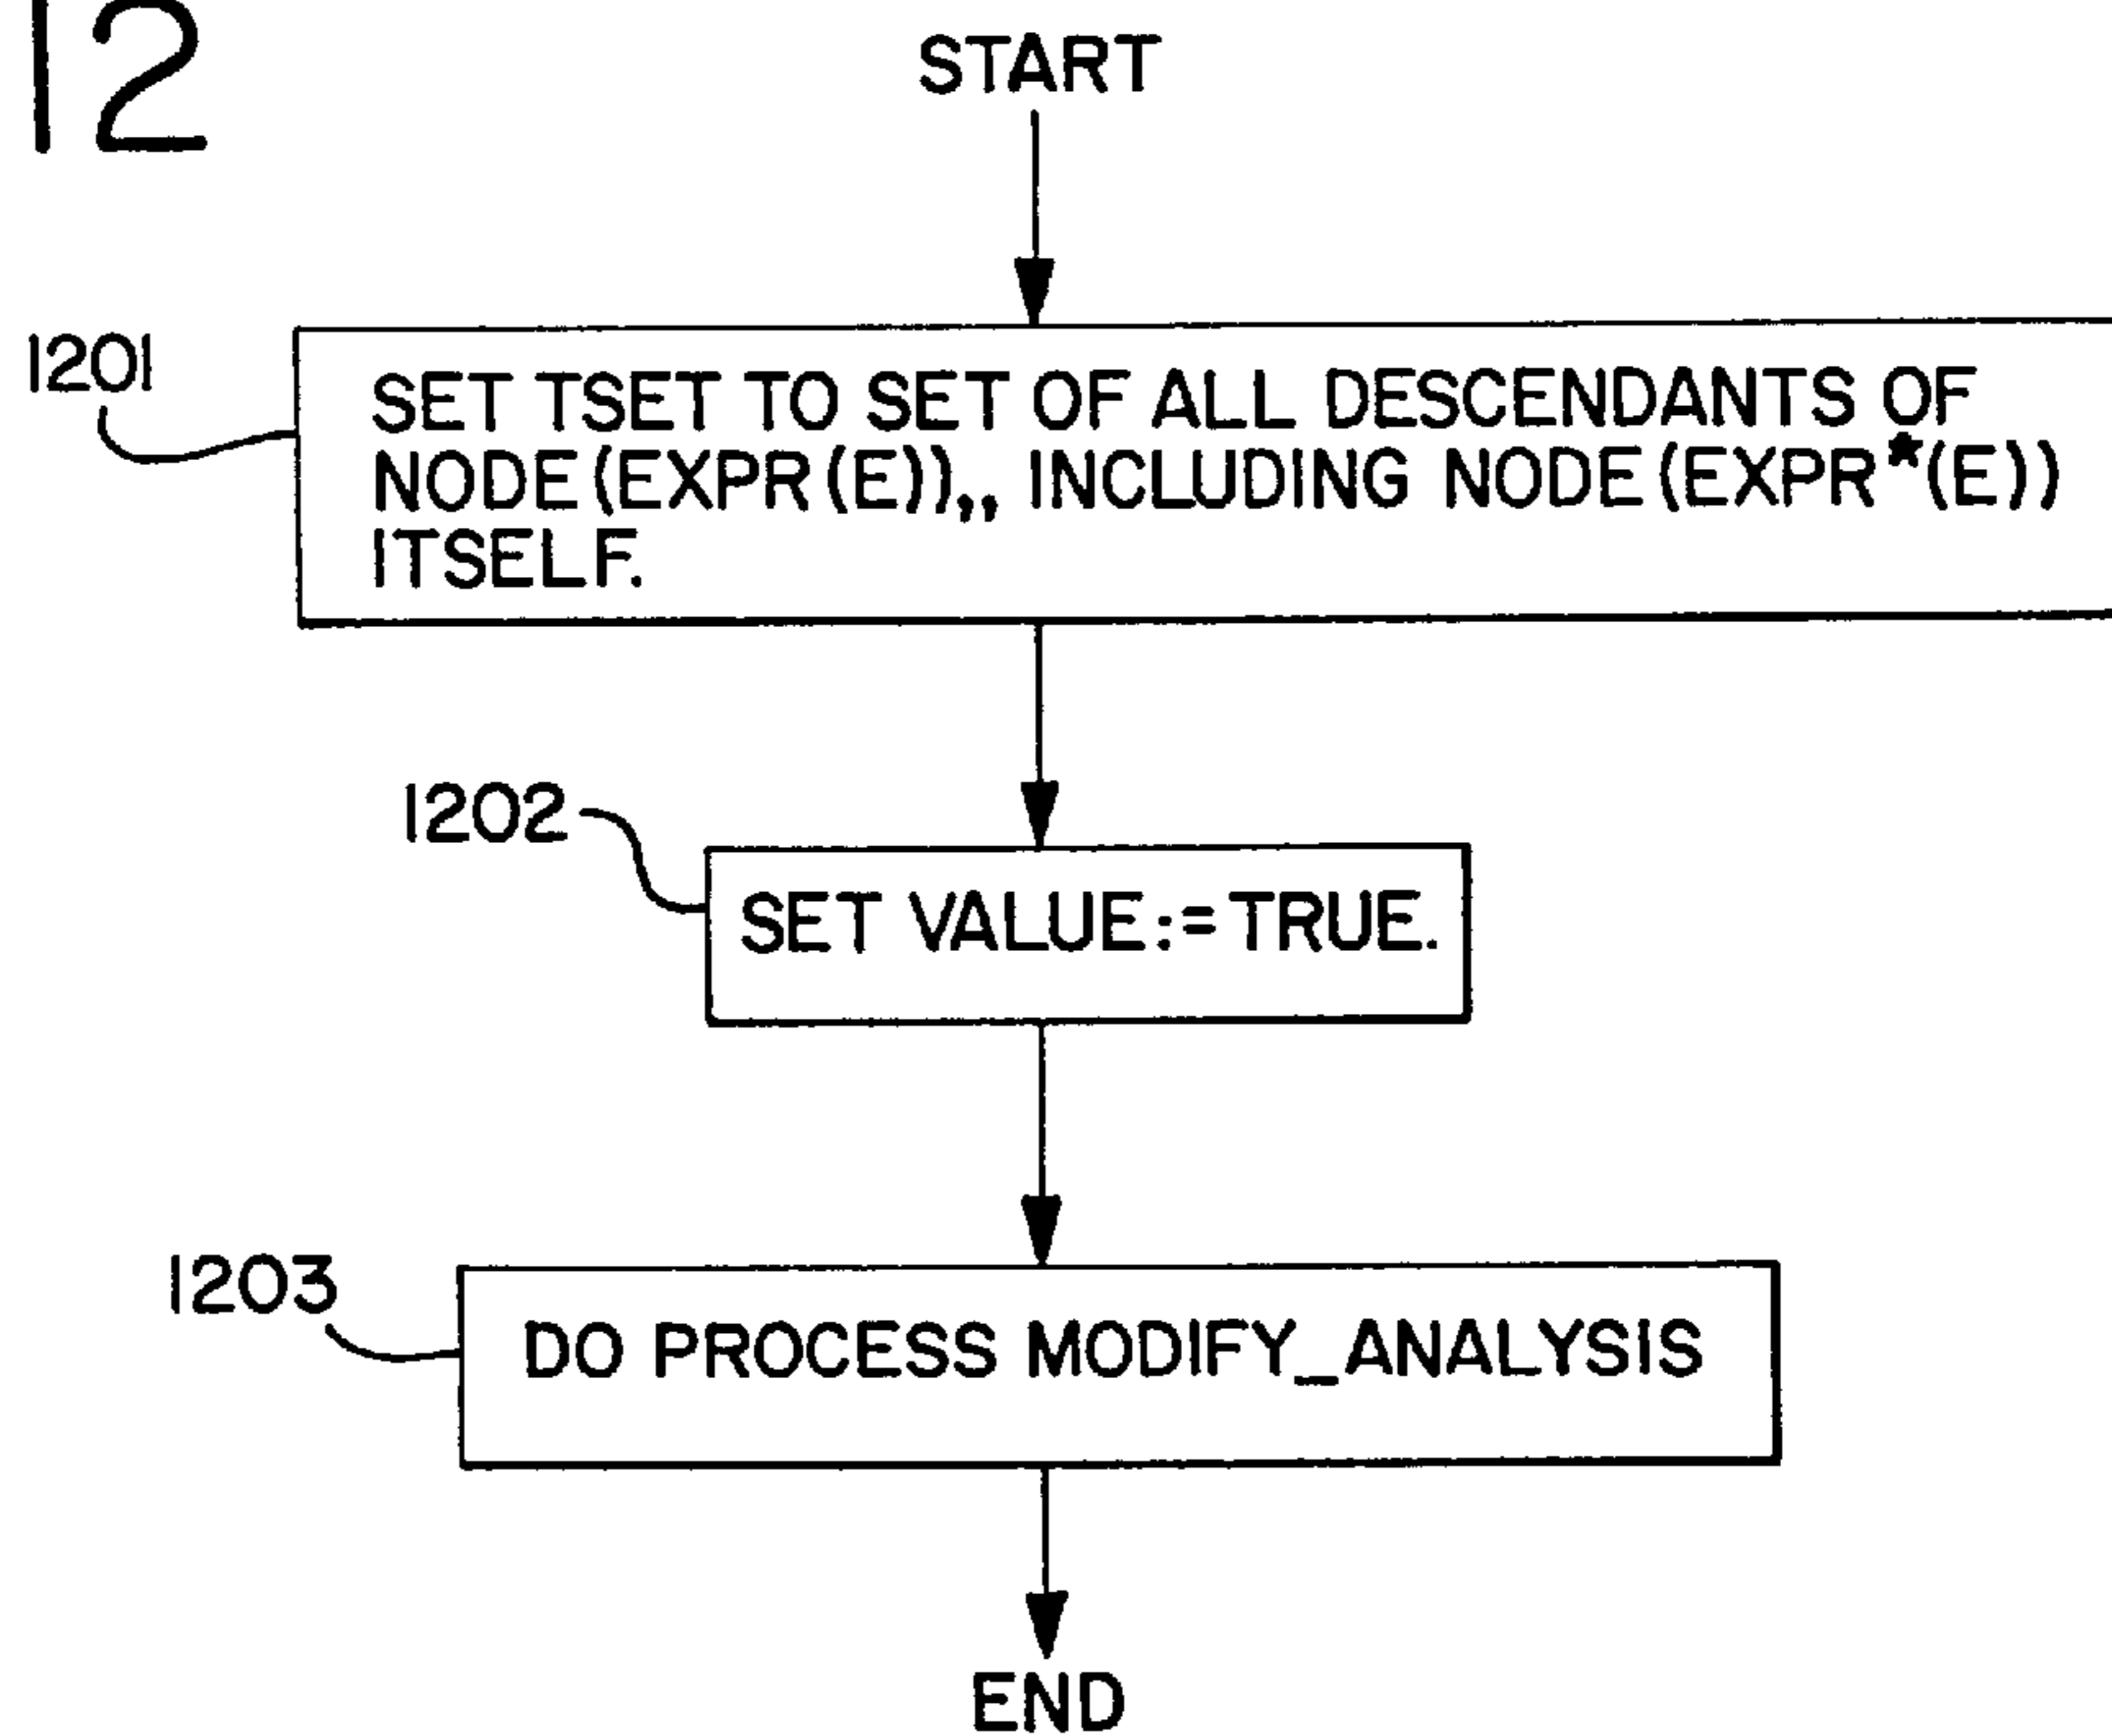 12
START
1201
SET TSET TO SET OF ALL DESCENDANTS OF
NODE(EXPR(E)),, INCLUDING NODE(EXPR*(E))
ITSELF.
1202
SET VALUE:=TRUE.
1203
DO PROCESS MODIFY_ANALYSIS
END